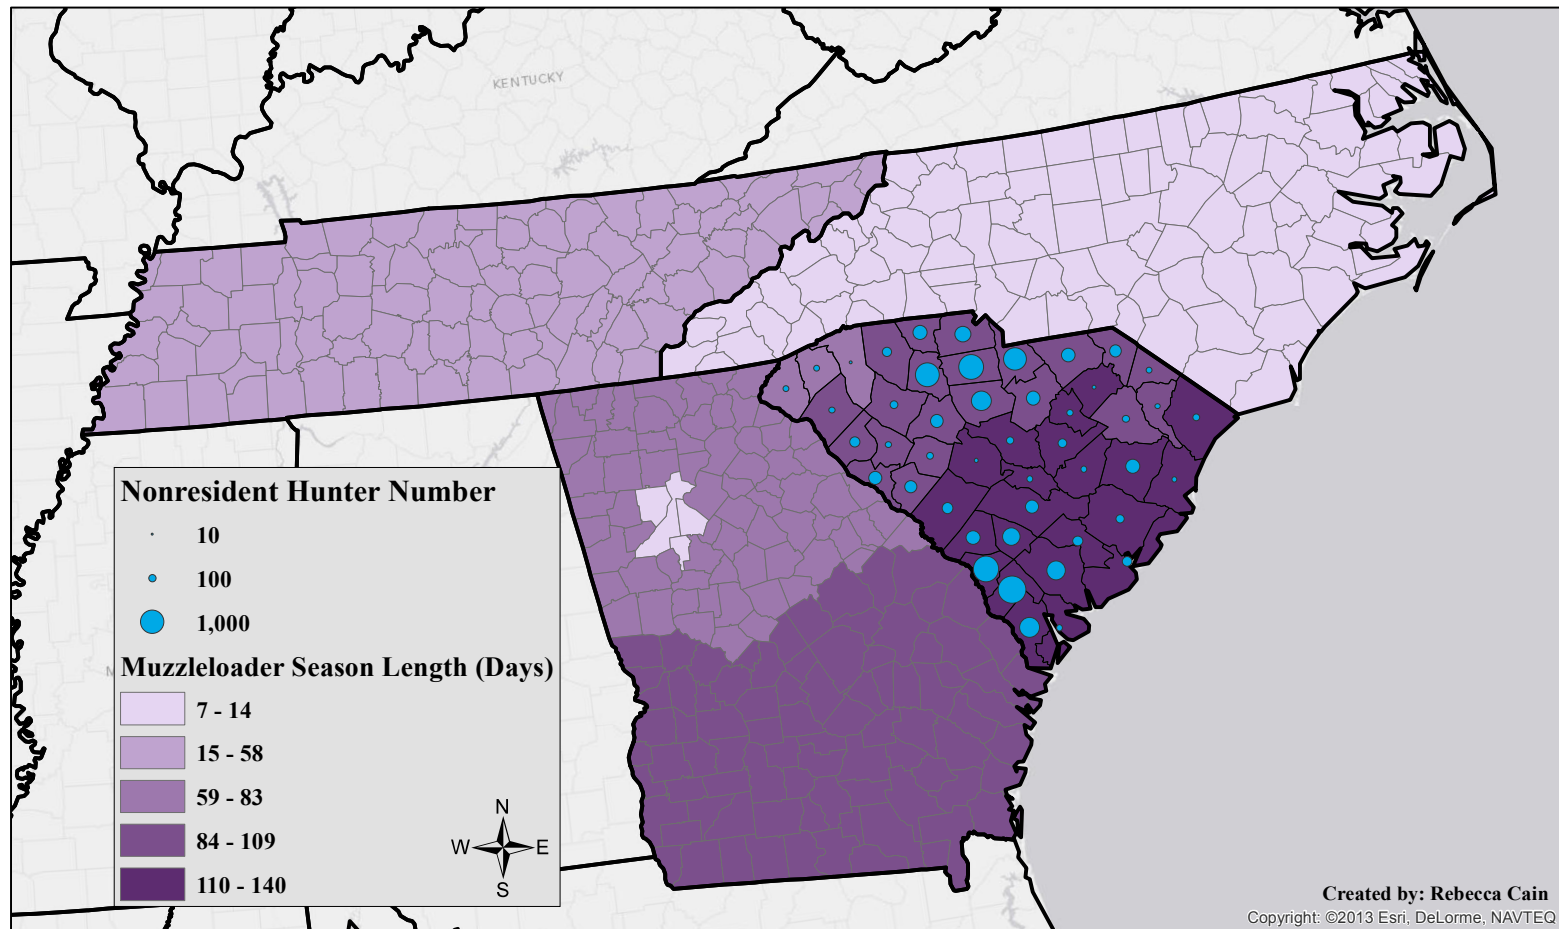 KENTUCKY
Nonresident Hunter Number
10
100
1,000
Muzzleloader Season Length (Days)
7 - 14
15 - 58
59 - 83
84 - 109
110 - 140
N
W E
S
Created by: Rebecca Cain
Copyright: ©2013 Esri, DeLorme, NAVTEQ